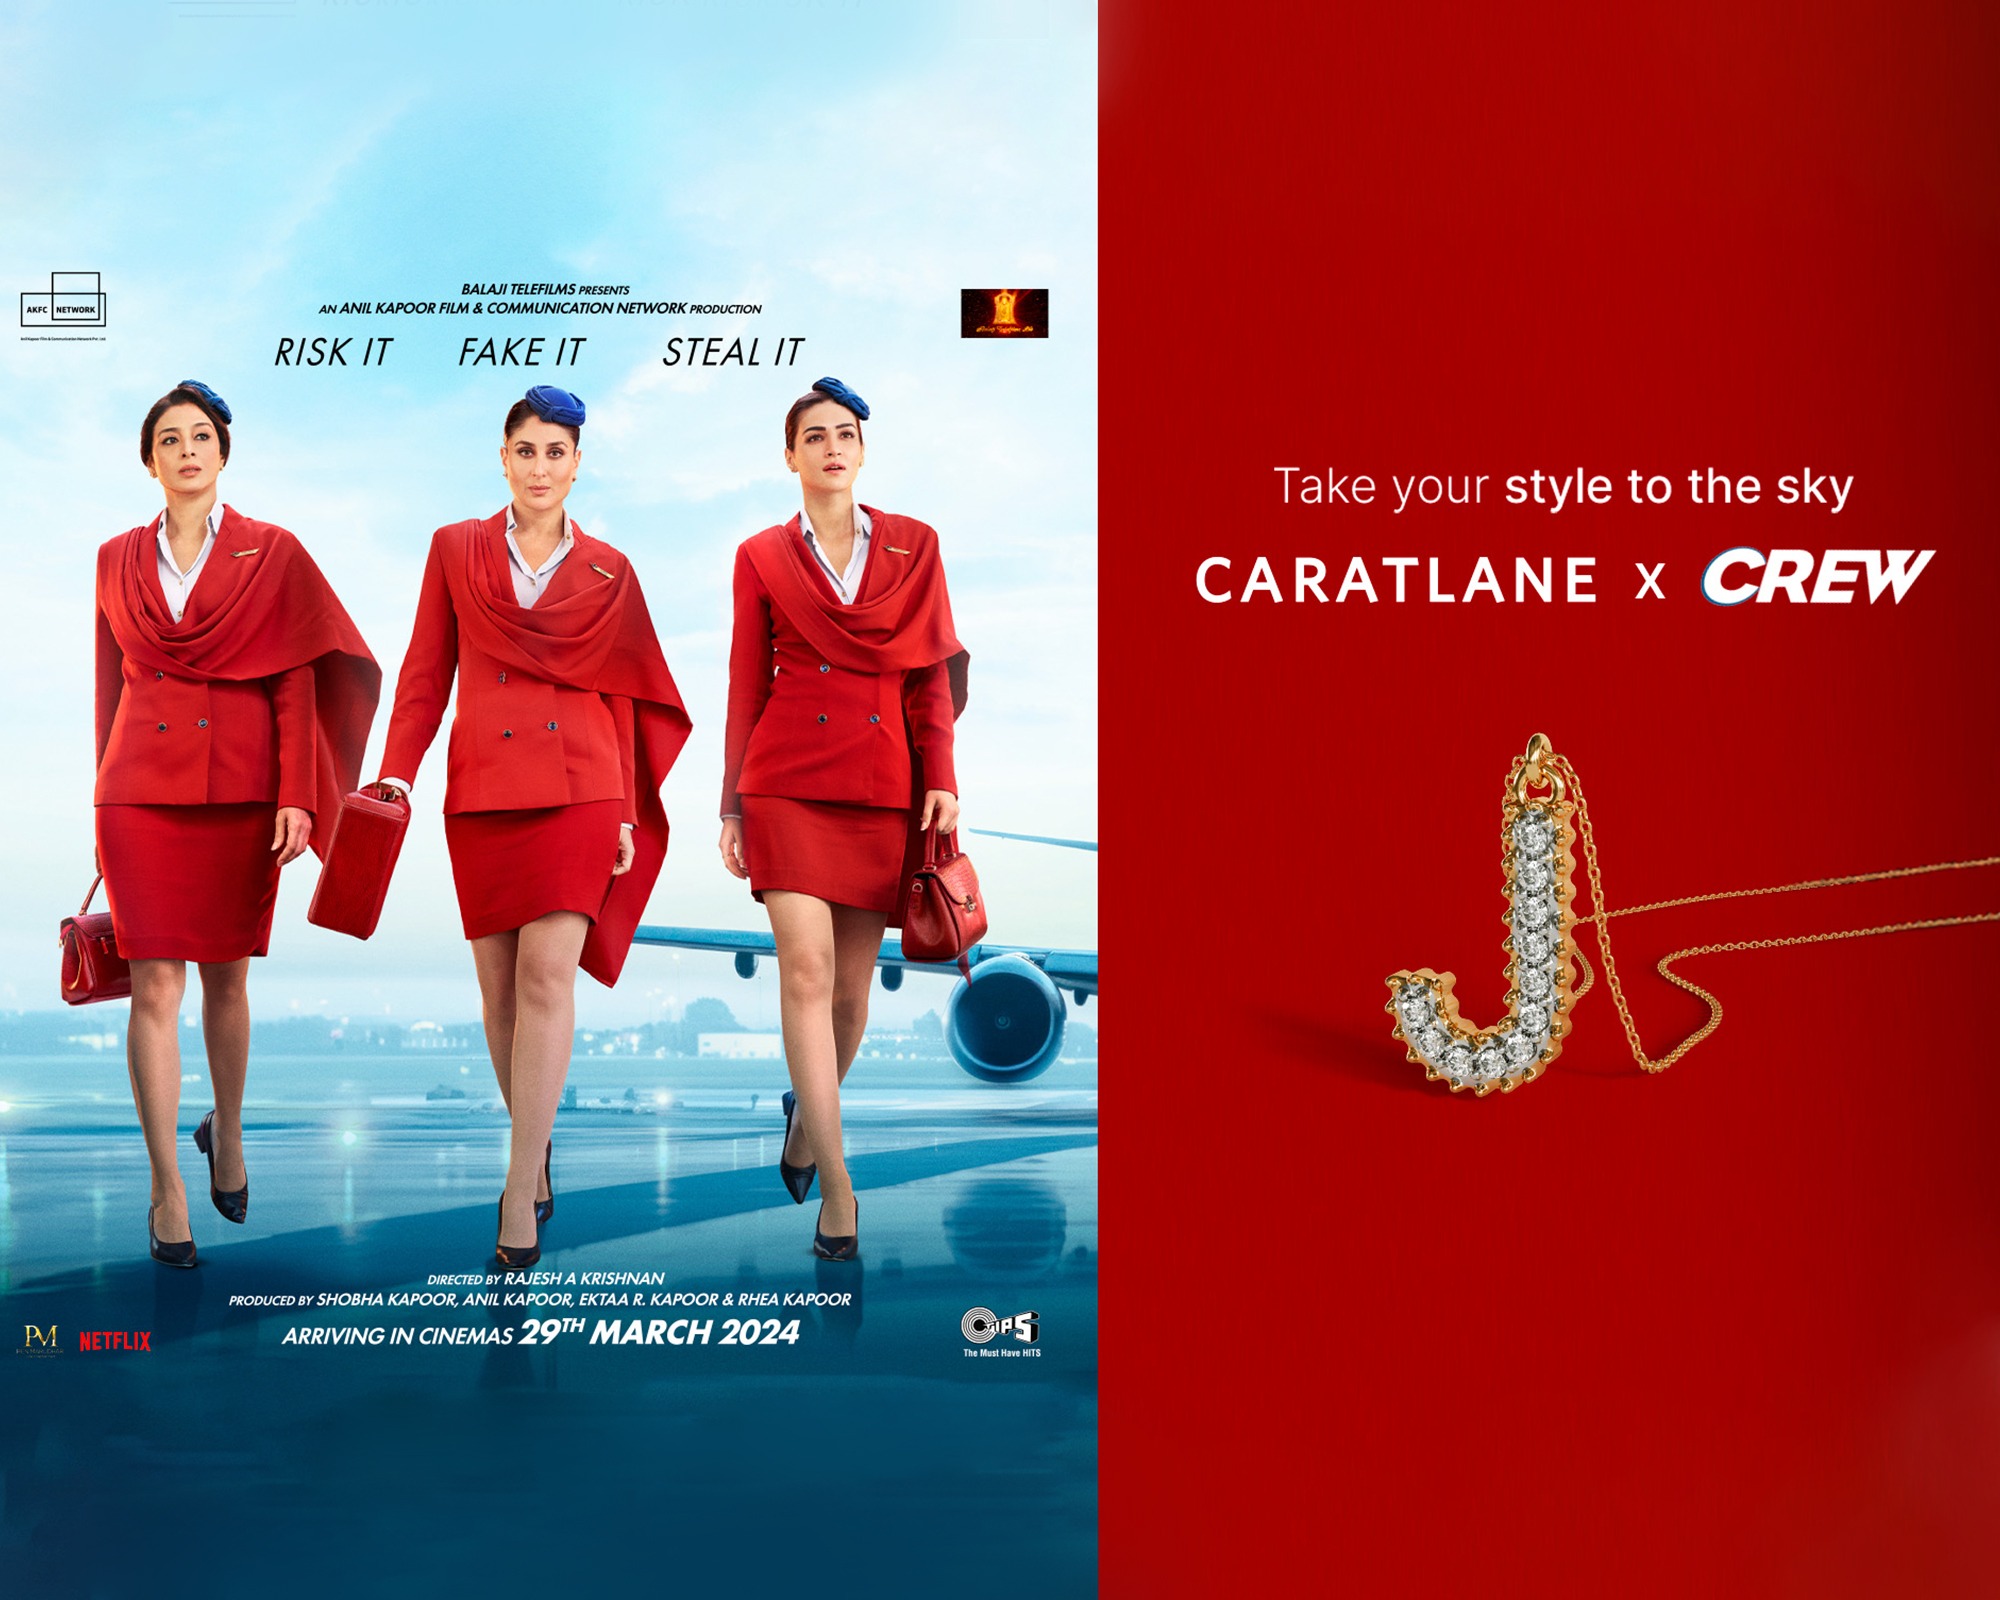 BALAJI TELEFILMS PRESENTS
AN ANIL KAPOOR FILM & COMMUNICATION NETWORK PRODUCTION
AKFC NETWORK
RISK IT FAKE IT STEAL IT
DIRECTED BY RAJESH A KRISHNAN
PRODUCED BY SHOBHA KAPOOR, ANIL KAPOOR, EKTAA R. KAPOOR & RHEA KAPOOR
ARRIVING IN CINEMAS 29TH MARCH 2024
NETFLIX
TIPS
The Must Have HITS
Take your style to the sky
CARATLANE X CREW